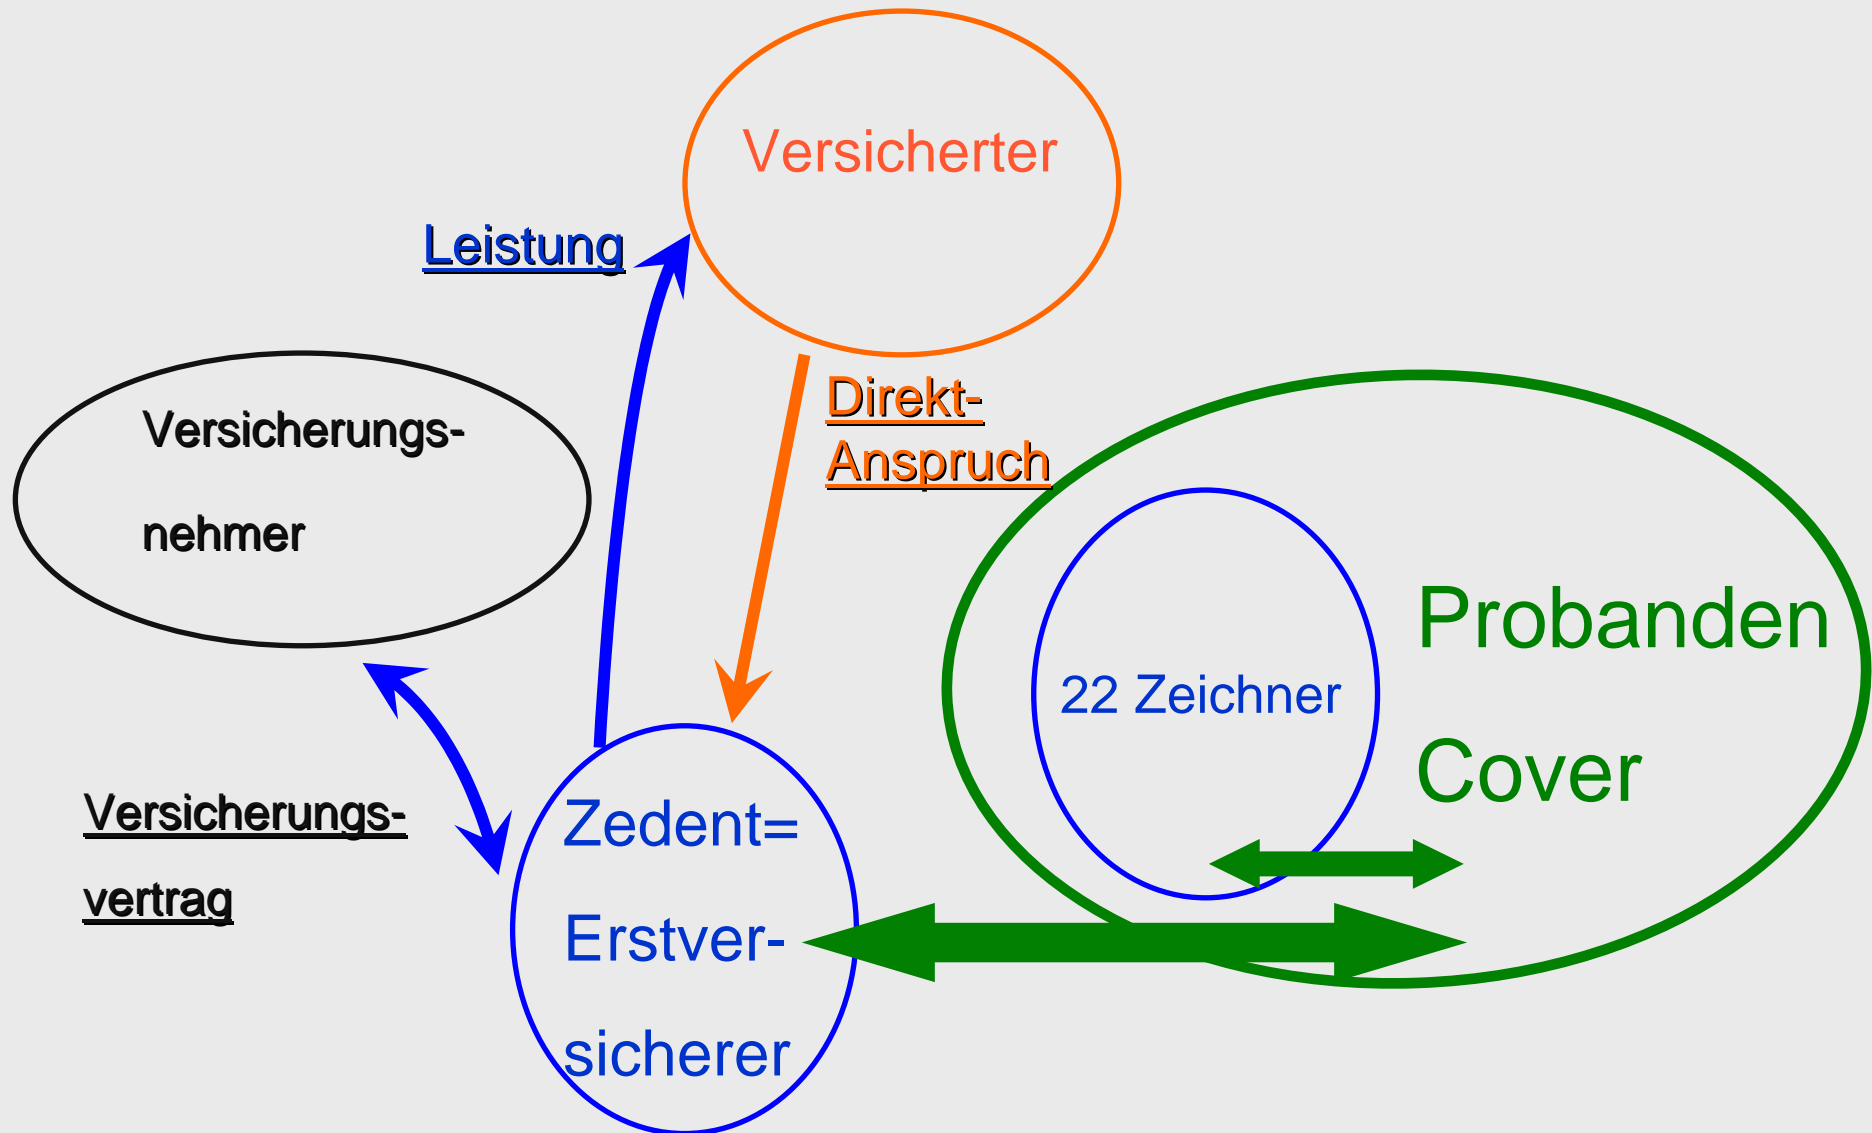 Versicherter
Leistung
Direkt-
Anspruch
Versicherungs-
nehmer
Probanden
Cover
22 Zeichner
Versicherungs-
vertrag
Zedent=
Erstver-
sicherer